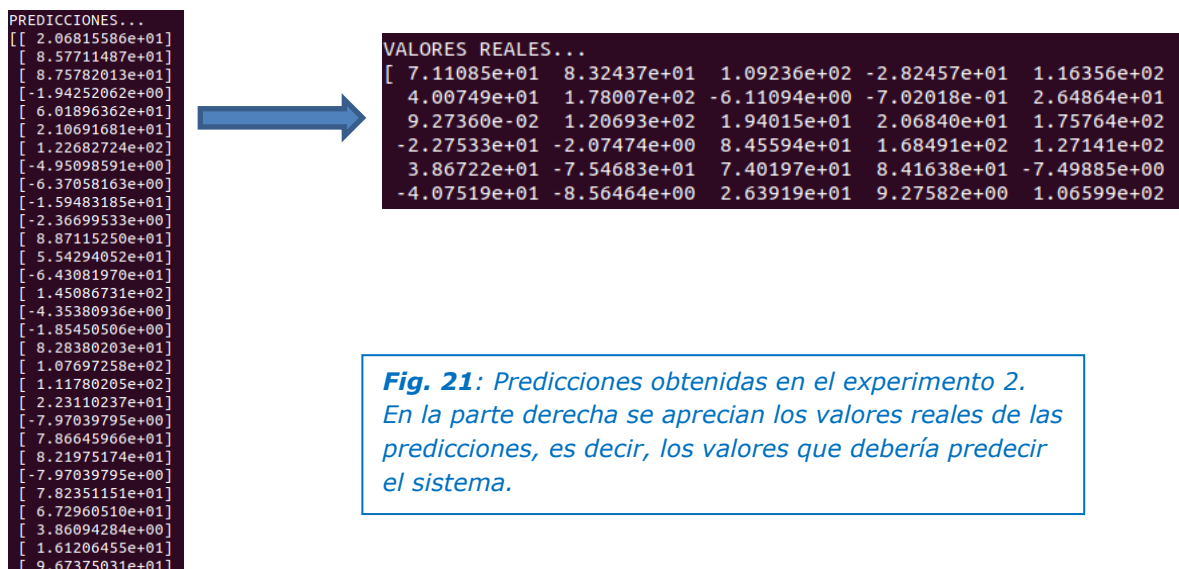 PREDICCIONES...
[[ 2.06815586e+01]
[ 8.57711487e+01]
[ 8.75782013e+01]
[-1.94252062e+00]
[ 6.01896362e+01]
[ 2.10691681e+01]
[ 1.22682724e+02]
[-4.95098591e+00]
[-6.37058163e+00]
[-1.59483185e+01]
[-2.36699533e+00]
[ 8.87115250e+01]
[ 5.54294052e+01]
[-6.43081970e+01]
[ 1.45086731e+02]
[-4.35380936e+00]
[-1.85450506e+00]
[ 8.28380203e+01]
[ 1.07697258e+02]
[ 1.11780205e+02]
[ 2.23110237e+01]
[-7.97039795e+00]
[ 7.86645966e+01]
[ 8.21975174e+01]
[-7.97039795e+00]
[ 7.82351151e+01]
[ 6.72960510e+01]
[ 3.86094284e+00]
[ 1.61206455e+01]
[ 9.67375031e+01]
VALORES REALES...
[ 7.11085e+01 8.32437e+01 1.09236e+02 -2.82457e+01 1.16356e+02
4.00749e+01 1.78007e+02 -6.11094e+00 -7.02018e-01 2.64864e+01
9.27360e-02 1.20693e+02 1.94015e+01 2.06840e+01 1.75764e+02
-2.27533e+01 -2.07474e+00 8.45594e+01 1.68491e+02 1.27141e+02
3.86722e+01 -7.54683e+01 7.40197e+01 8.41638e+01 -7.49885e+00
-4.07519e+01 -8.56464e+00 2.63919e+01 9.27582e+00 1.06599e+02
Fig. 21: Predicciones obtenidas en el experimento 2.
En la parte derecha se aprecian los valores reales de las
predicciones, es decir, los valores que debería predecir
el sistema.